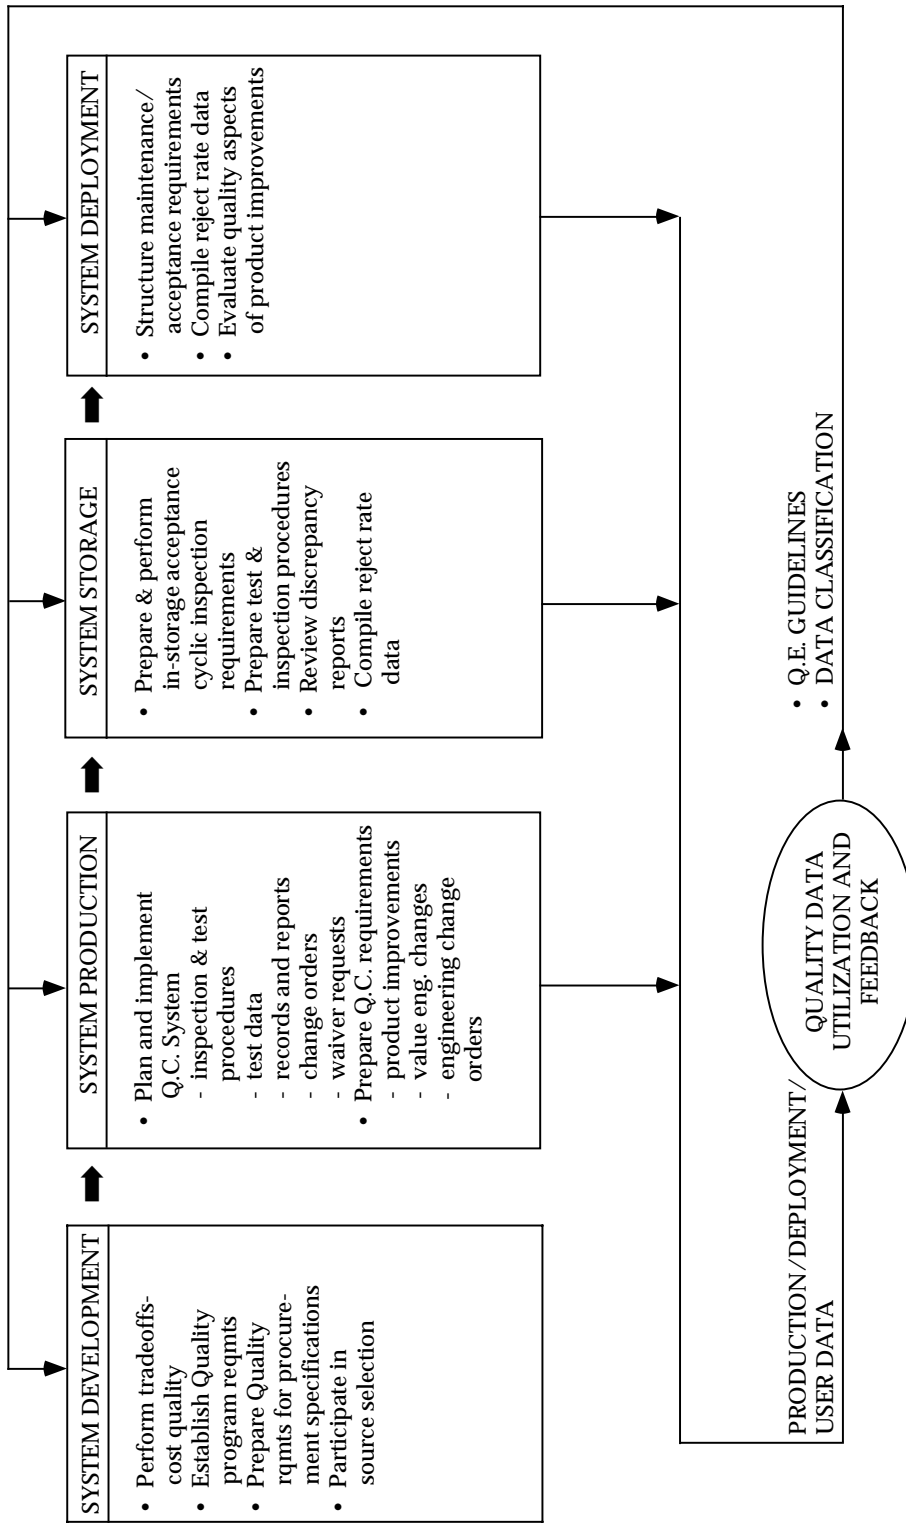 SYSTEM DEVELOPMENT
• Perform tradeoffs-
cost quality
• Establish Quality
program reqmts
• Prepare Quality
rqmts for procure-
ment specifications
• Participate in
source selection
SYSTEM PRODUCTION
• Plan and implement
Q.C. System
- inspection & test
procedures
- test data
- records and reports
- change orders
- waiver requests
• Prepare Q.C. requirements
- product improvements
- value eng. changes
- engineering change
orders
SYSTEM STORAGE
• Prepare & perform
in-storage acceptance
cyclic inspection
requirements
• Prepare test &
inspection procedures
• Review discrepancy
reports
• Compile reject rate
data
SYSTEM DEPLOYMENT
• Structure maintenance/
acceptance requirements
• Compile reject rate data
• Evaluate quality aspects
of product improvements
PRODUCTION/DEPLOYMENT/
USER DATA
QUALITY DATA
UTILIZATION AND
FEEDBACK
• Q.E. GUIDELINES
• DATA CLASSIFICATION